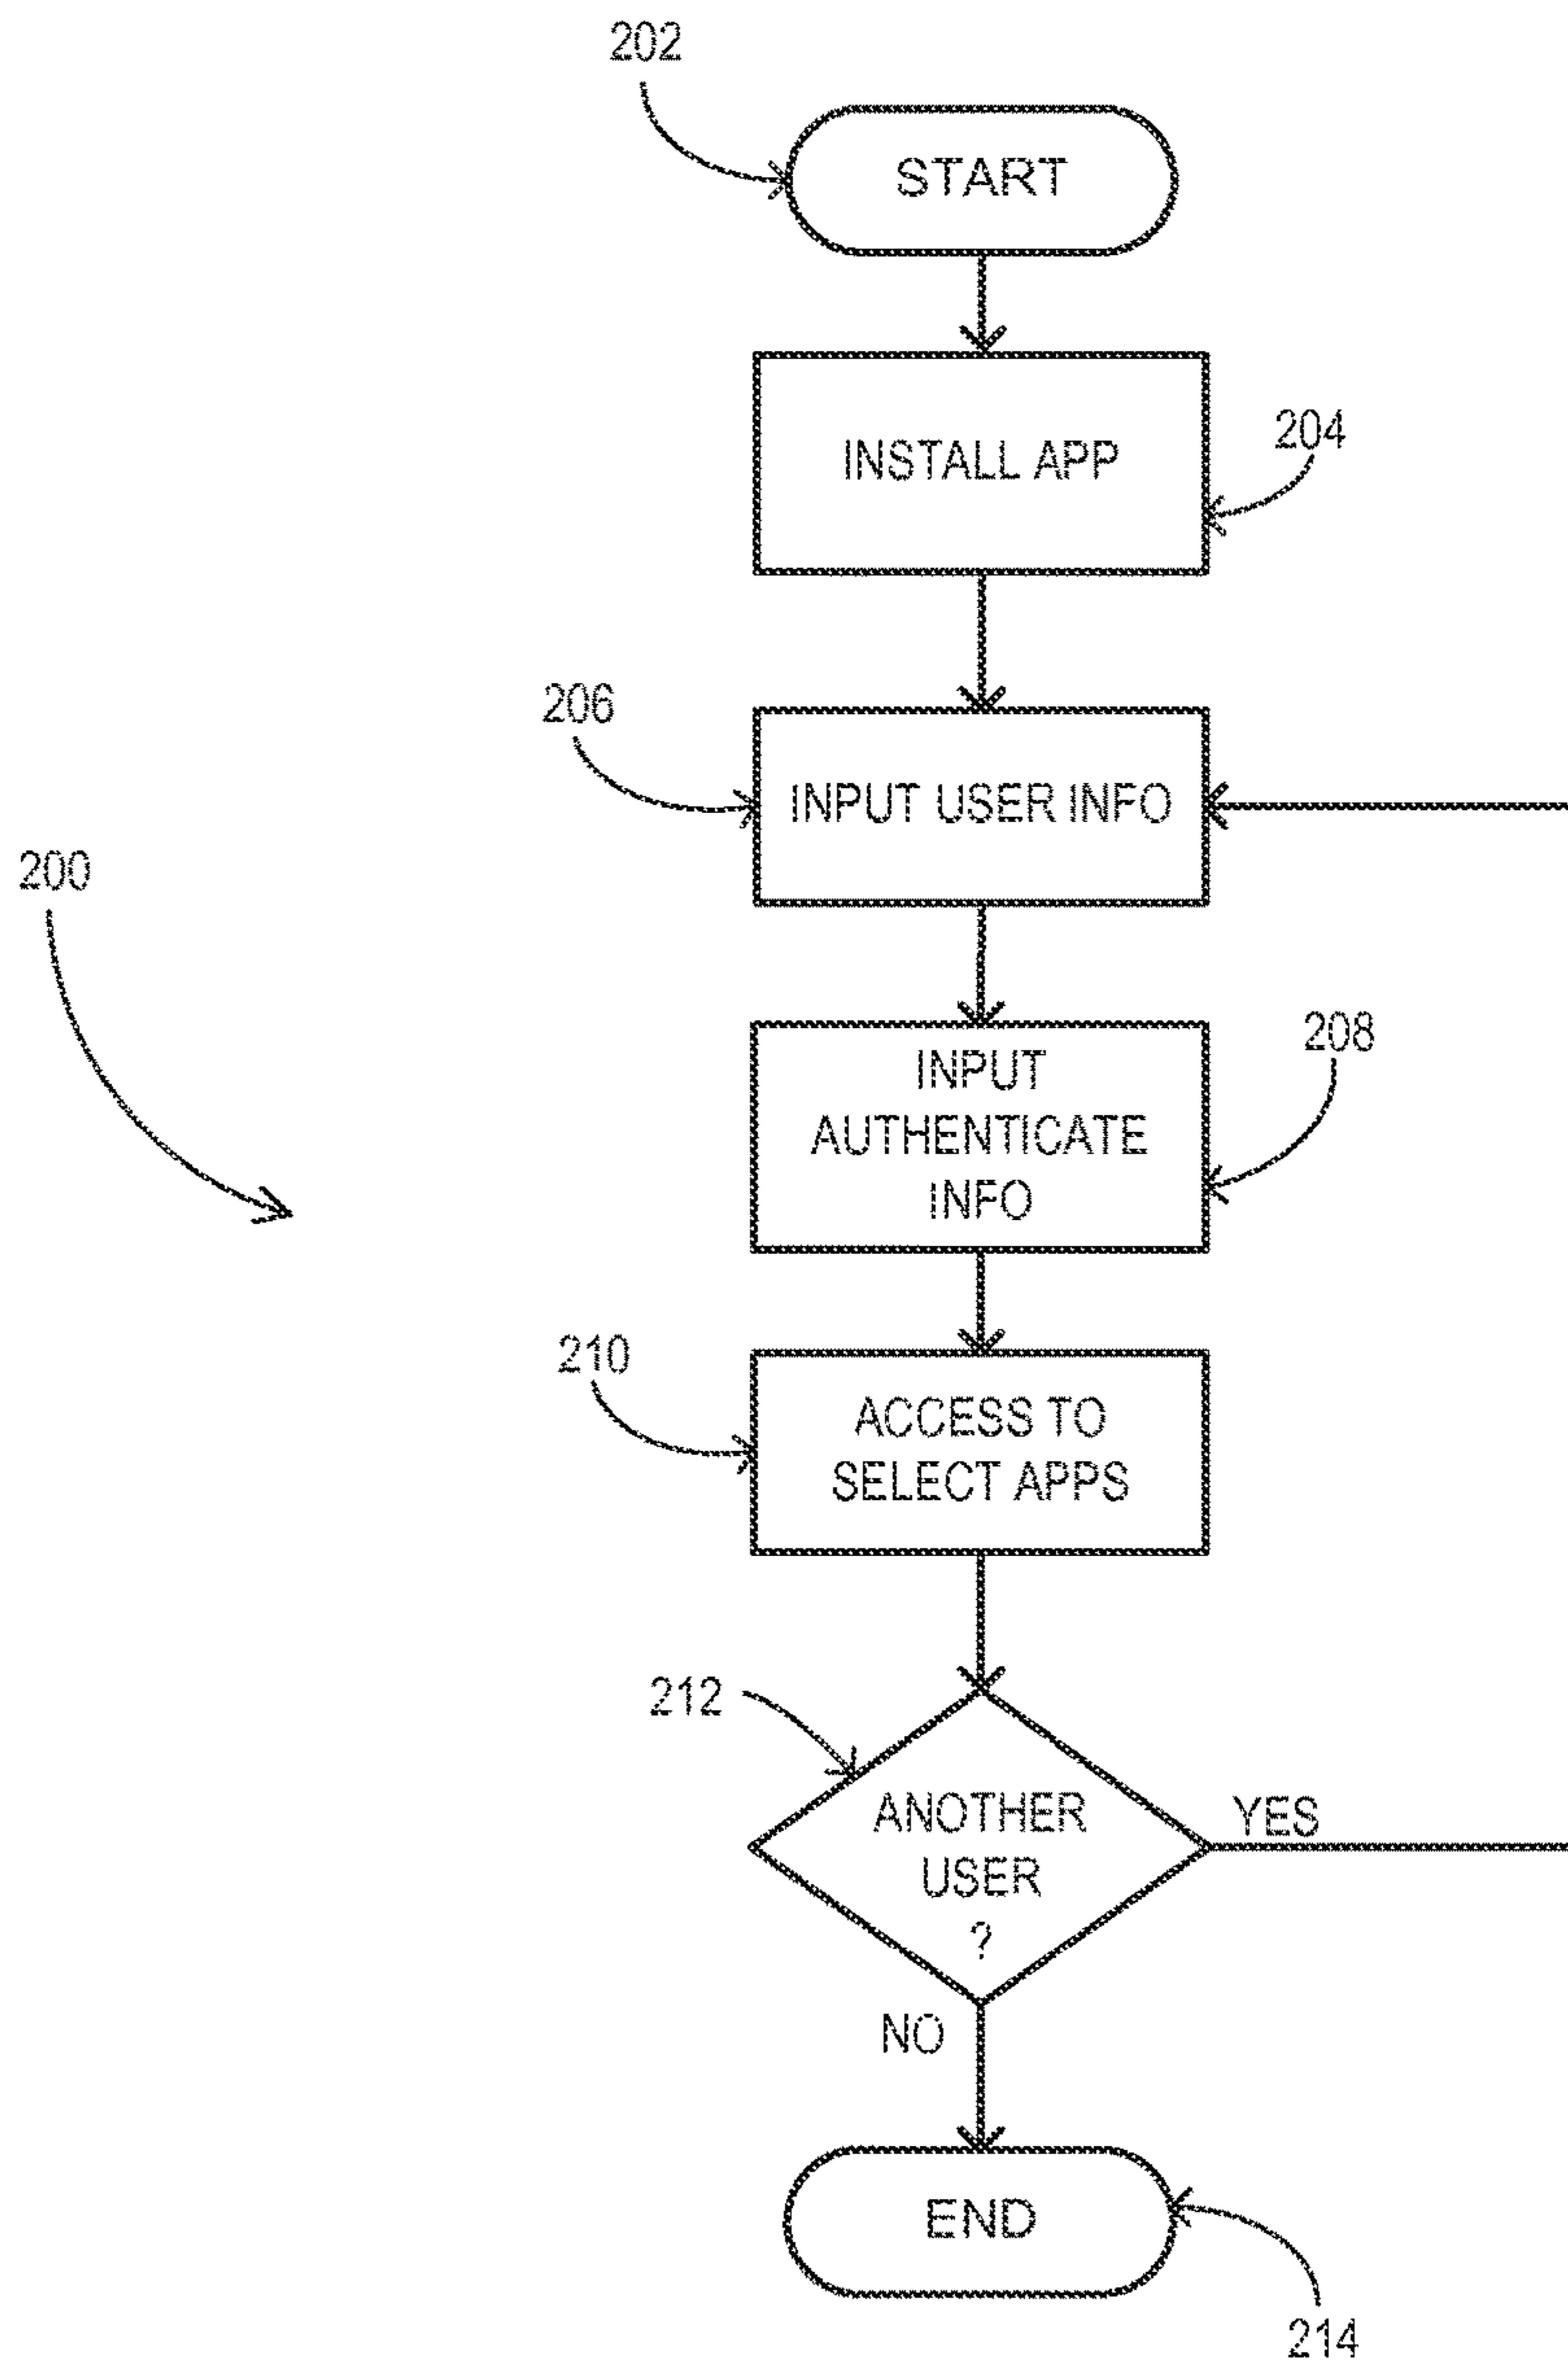 202
START
INSTALL APP
204
206
INPUT USER INFO
200
INPUT
AUTHENTICATE
INFO
208
210
ACCESS TO
SELECT APPS
212
ANOTHER
USER
?
YES
NO
END
214